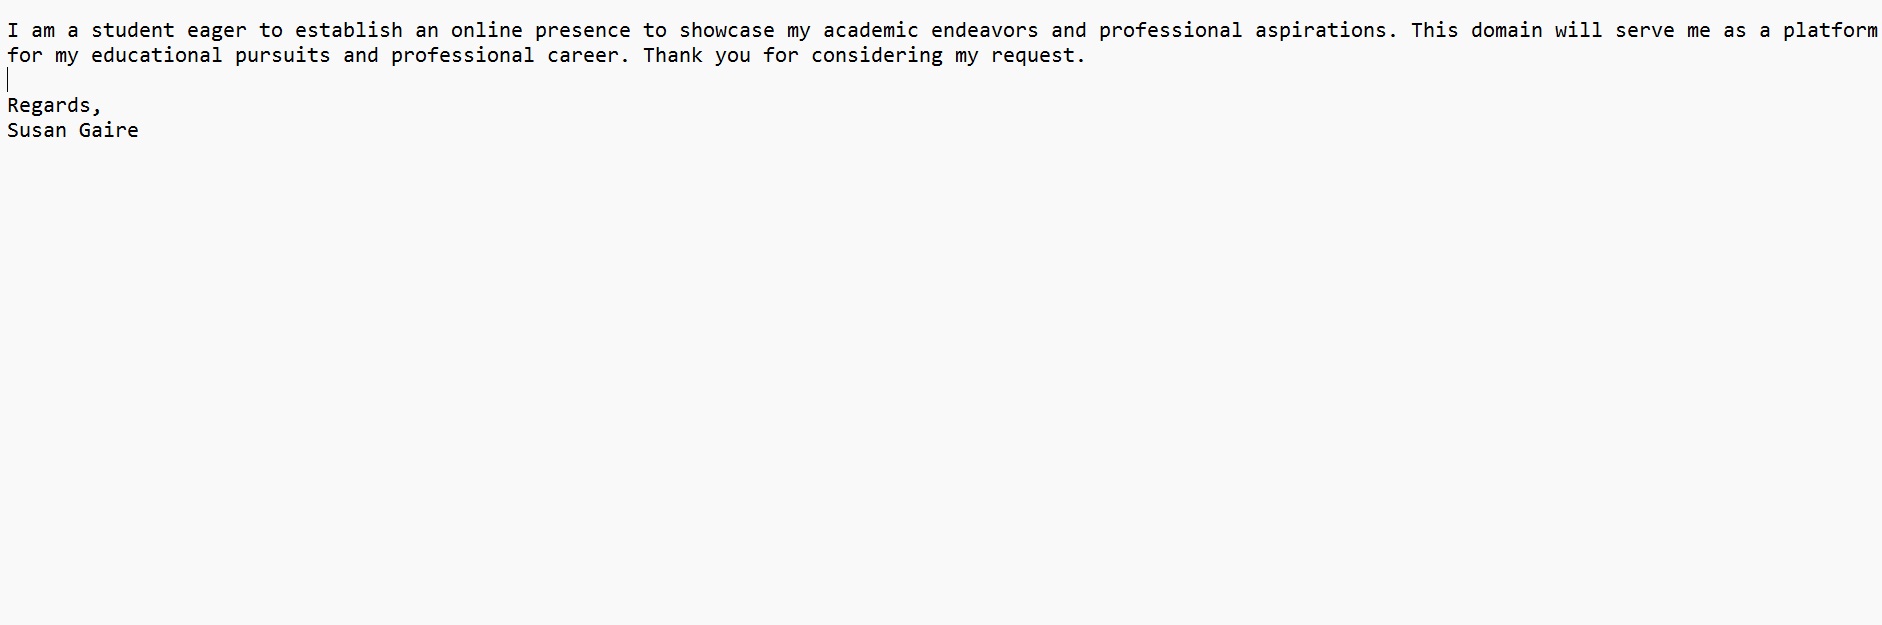 I am a student eager to establish an online presence to showcase my academic endeavors and professional aspirations. This domain will serve me as a platform
for my educational pursuits and professional career. Thank you for considering my request.
Regards,
Susan Gaire